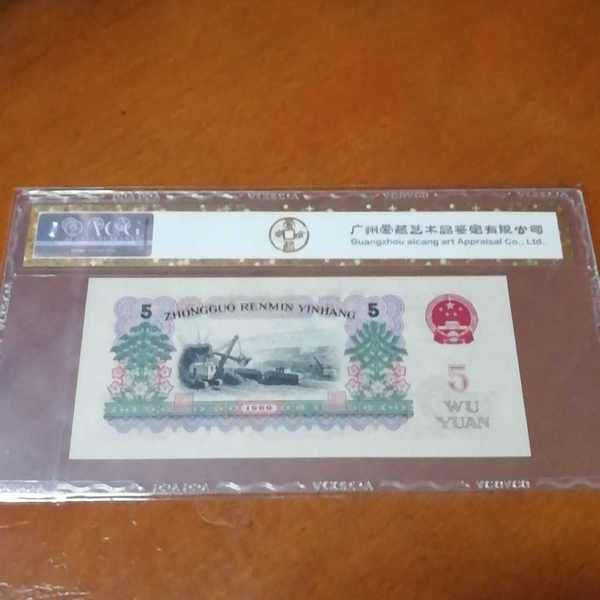 广州爱藏艺术品鉴定有限公司
Guangzhou aicang art Appraisal Co., Ltd.
5 ZHONGGUO RENMIN YINHANG 5
5
WU
YUAN
1960